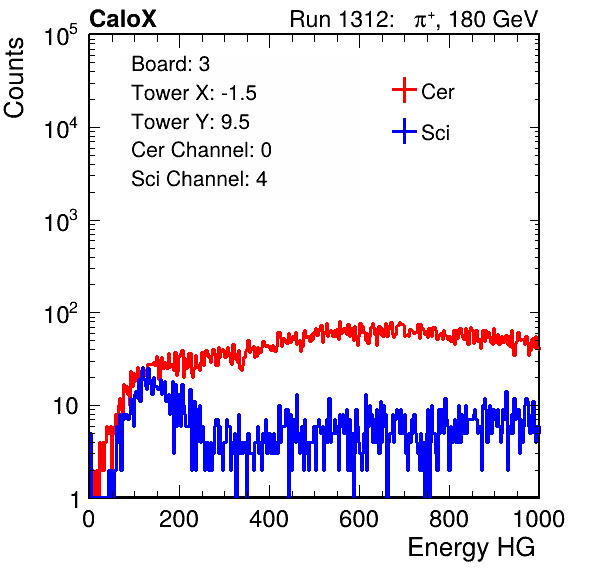 CaloX Run 1312: π⁺, 180 GeV
Counts
Board: 3
Tower X: -1.5
Tower Y: 9.5
Cer Channel: 0
Sci Channel: 4
Cer
Sci
10⁵
10⁴
10³
10²
10
1
0 200 400 600 800 1000
Energy HG